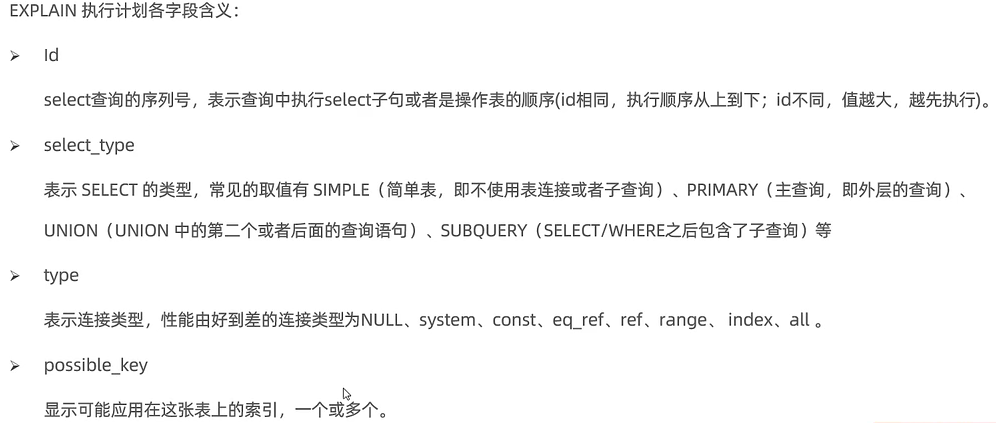 EXPLAIN 执行计划各字段含义：
➢ Id
select查询的序列号，表示查询中执行select子句或者是操作表的顺序(id相同，执行顺序从上到下；id不同，值越大，越先执行)。
➢ select_type
表示 SELECT 的类型，常见的取值有 SIMPLE（简单表，即不使用表连接或者子查询）、PRIMARY（主查询，即外层的查询）、
UNION（UNION 中的第二个或者后面的查询语句）、SUBQUERY（SELECT/WHERE之后包含了子查询）等
➢ type
表示连接类型，性能由好到差的连接类型为NULL、system、const、eq_ref、ref、range、 index、all 。
➢ possible_key
显示可能应用在这张表上的索引，一个或多个。